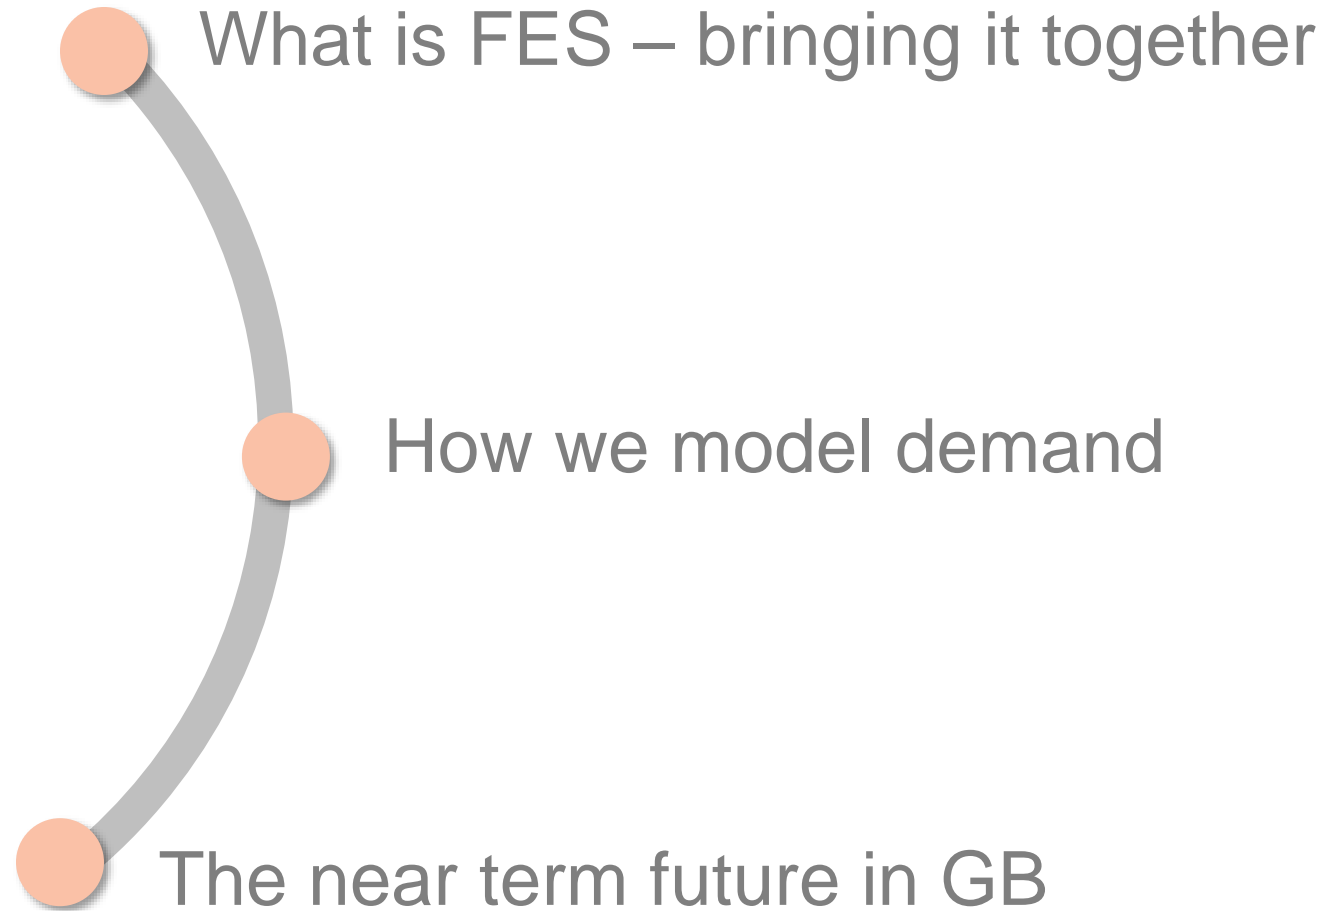 What is FES – bringing it together
How we model demand
The near term future in GB